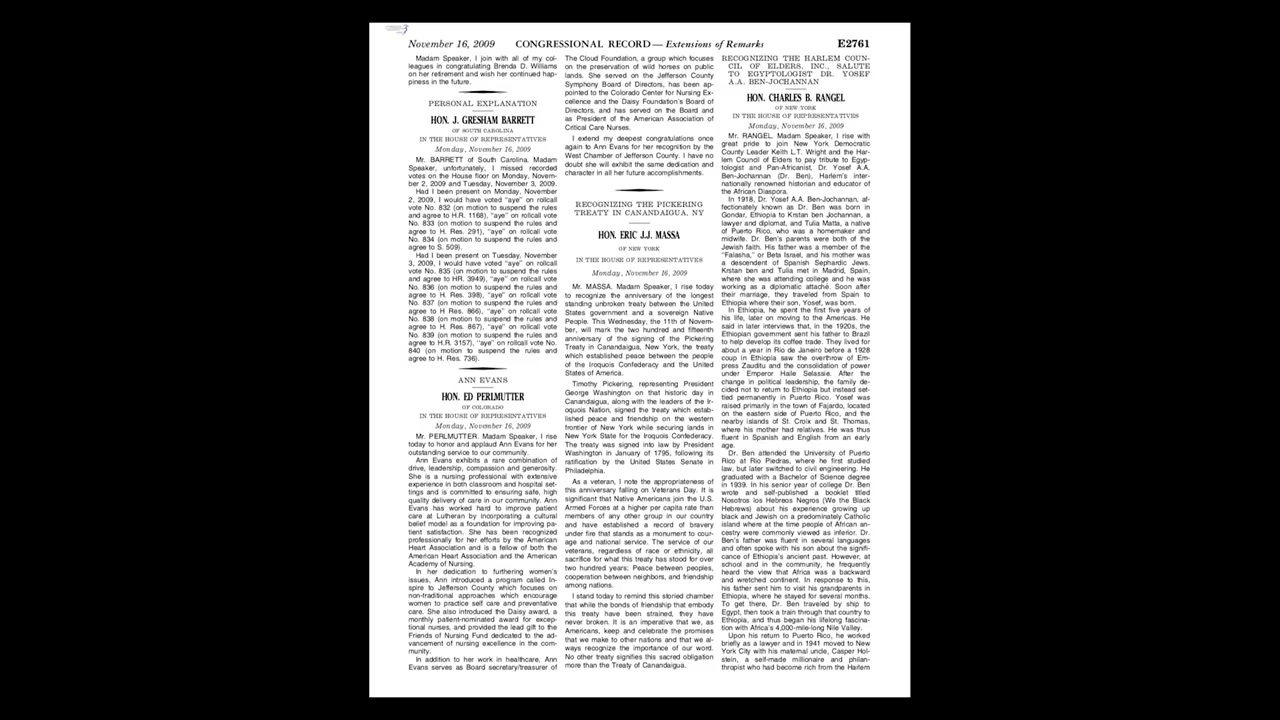 November 16, 2009
CONGRESSIONAL RECORD — Extensions of Remarks
E2761
Madam Speaker, I join with all of my col-
leagues in congratulating Brenda D. Williams
on her retirement and wish her continued hap-
piness in the future.
PERSONAL EXPLANATION
HON. J. GRESHAM BARRETT
OF SOUTH CAROLINA
IN THE HOUSE OF REPRESENTATIVES
Monday, November 16, 2009
Mr. BARRETT of South Carolina. Madam
Speaker, unfortunately, I missed recorded
votes on the House floor on Monday, Novem-
ber 2, 2009 and Tuesday, November 3, 2009.
Had I been present on Monday, November
2, 2009, I would have voted “aye” on rollcall
vote No. 832 (on motion to suspend the rules
and agree to H.R. 1168), “aye” on rollcall vote
No. 833 (on motion to suspend the rules and
agree to H. Res. 291), “aye” on rollcall vote
No. 834 (on motion to suspend the rules and
agree to S. 509).
Had I been present on Tuesday, November
3, 2009, I would have voted “aye” on rollcall
vote No. 835 (on motion to suspend the rules
and agree to HR. 3949), “aye” on rollcall vote
No. 836 (on motion to suspend the rules and
agree to H. Res. 398), “aye” on rollcall vote
No. 837 (on motion to suspend the rules and
agree to H Res. 866), “aye” on rollcall vote
No. 838 (on motion to suspend the rules and
agree to H. Res. 867), “aye” on rollcall vote
No. 839 (on motion to suspend the rules and
agree to H.R. 3157), “aye” on rollcall vote No.
840 (on motion to suspend the rules and
agree to H. Res. 736).
ANN EVANS
HON. ED PERLMUTTER
OF COLORADO
IN THE HOUSE OF REPRESENTATIVES
Monday, November 16, 2009
Mr. PERLMUTTER. Madam Speaker, I rise
today to honor and applaud Ann Evans for her
outstanding service to our community.
Ann Evans exhibits a rare combination of
drive, leadership, compassion and generosity.
She is a nursing professional with extensive
experience in both classroom and hospital set-
tings and is committed to ensuring safe, high
quality delivery of care in our community. Ann
Evans has worked hard to improve patient
care at Lutheran by incorporating a cultural
belief model as a foundation for improving pa-
tient satisfaction. She has been recognized
professionally for her efforts by the American
Heart Association and is a fellow of both the
American Heart Association and the American
Academy of Nursing.
In her dedication to furthering women’s
issues, Ann introduced a program called In-
spire to Jefferson County which focuses on
non-traditional approaches which encourage
women to practice self care and preventative
care. She also introduced the Daisy award, a
monthly patient-nominated award for excep-
tional nurses, and provided the lead gift to the
Friends of Nursing Fund dedicated to the ad-
vancement of nursing excellence in the com-
munity.
In addition to her work in healthcare, Ann
Evans serves as Board secretary/treasurer of
The Cloud Foundation, a group which focuses
on the preservation of wild horses on public
lands. She served on the Jefferson County
Symphony Board of Directors, has been ap-
pointed to the Colorado Center for Nursing Ex-
cellence and the Daisy Foundation’s Board of
Directors, and has served on the Board and
as President of the American Association of
Critical Care Nurses.
I extend my deepest congratulations once
again to Ann Evans for her recognition by the
West Chamber of Jefferson County. I have no
doubt she will exhibit the same dedication and
character in all her future accomplishments.
RECOGNIZING THE PICKERING
TREATY IN CANANDAIGUA, NY
HON. ERIC J.J. MASSA
OF NEW YORK
IN THE HOUSE OF REPRESENTATIVES
Monday, November 16, 2009
Mr. MASSA. Madam Speaker, I rise today
to recognize the anniversary of the longest
standing unbroken treaty between the United
States government and a sovereign Native
People. This Wednesday, the 11th of Novem-
ber, will mark the two hundred and fifteenth
anniversary of the signing of the Pickering
Treaty in Canandaigua, New York, the treaty
which established peace between the people
of the Iroquois Confederacy and the United
States of America.
Timothy Pickering, representing President
George Washington on that historic day in
Canandaigua, along with the leaders of the Ir-
oquois Nation, signed the treaty which estab-
lished peace and friendship on the western
frontier of New York while securing lands in
New York State for the Iroquois Confederacy.
The treaty was signed into law by President
Washington in January of 1795, following its
ratification by the United States Senate in
Philadelphia.
As a veteran, I note the appropriateness of
this anniversary falling on Veterans Day. It is
significant that Native Americans join the U.S.
Armed Forces at a higher per capita rate than
members of any other group in our country
and have established a record of bravery
under fire that stands as a monument to cour-
age and national service. The service of our
veterans, regardless of race or ethnicity, all
sacrifice for what this treaty has stood for over
two hundred years: Peace between peoples,
cooperation between neighbors, and friendship
among nations.
I stand today to remind this storied chamber
that while the bonds of friendship that embody
this treaty have been strained, they have
never broken. It is an imperative that we, as
Americans, keep and celebrate the promises
that we make to other nations and that we al-
ways recognize the importance of our word.
No other treaty signifies this sacred obligation
more than the Treaty of Canandaigua.
RECOGNIZING THE HARLEM COUN-
CIL OF ELDERS, INC., SALUTE
TO EGYPTOLOGIST DR. YOSEF
A.A. BEN-JOCHANNAN
HON. CHARLES B. RANGEL
OF NEW YORK
IN THE HOUSE OF REPRESENTATIVES
Monday, November 16, 2009
Mr. RANGEL. Madam Speaker, I rise with
great pride to join New York Democratic
County Leader Keith L.T. Wright and the Har-
lem Council of Elders to pay tribute to Egyp-
tologist and Pan-Africanist, Dr. Yosef A.A.
Ben-Jochannan (Dr. Ben), Harlem’s inter-
nationally renowned historian and educator of
the African Diaspora.
In 1918, Dr. Yosef A.A. Ben-Jochannan, af-
fectionately known as Dr. Ben was born in
Gondar, Ethiopia to Krstan ben Jochannan, a
lawyer and diplomat, and Tulia Matta, a native
of Puerto Rico, who was a homemaker and
midwife. Dr. Ben’s parents were both of the
Jewish faith. His father was a member of the
“Falasha,” or Beta Israel, and his mother was
a descendent of Spanish Sephardic Jews.
Krstan ben and Tulia met in Madrid, Spain,
where she was attending college and he was
working as a diplomatic attaché. Soon after
their marriage, they traveled from Spain to
Ethiopia where their son, Yosef, was born.
In Ethiopia, he spent the first five years of
his life, later on moving to the Americas. He
said in later interviews that, in the 1920s, the
Ethiopian government sent his father to Brazil
to help develop its coffee trade. They lived for
about a year in Rio de Janeiro before a 1928
coup in Ethiopia saw the overthrow of Em-
press Zauditu and the consolidation of power
under Emperor Haile Selassie. After the
change in political leadership, the family de-
cided not to return to Ethiopia but instead set-
tled permanently in Puerto Rico. Yosef was
raised primarily in the town of Fajardo, located
on the eastern side of Puerto Rico, and the
nearby islands of St. Croix and St. Thomas,
where his mother had relatives. He was thus
fluent in Spanish and English from an early
age.
Dr. Ben attended the University of Puerto
Rico at Rio Piedras, where he first studied
law, but later switched to civil engineering. He
graduated with a Bachelor of Science degree
in 1939. In his senior year of college Dr. Ben
wrote and self-published a booklet titled
Nosotros los Hebreos Negros (We the Black
Hebrews) about his experience growing up
black and Jewish on a predominately Catholic
island where at the time people of African an-
cestry were commonly viewed as inferior. Dr.
Ben’s father was fluent in several languages
and often spoke with his son about the signifi-
cance of Ethiopia’s ancient past. However, at
school and in the community, he frequently
heard the view that Africa was a backward
and wretched continent. In response to this,
his father sent him to visit his grandparents in
Ethiopia, where he stayed for several months.
To get there, Dr. Ben traveled by ship to
Egypt, then took a train through that country to
Ethiopia, and thus began his lifelong fascina-
tion with Africa’s 4,000-mile-long Nile Valley.
Upon his return to Puerto Rico, he worked
briefly as a lawyer and in 1941 moved to New
York City with his maternal uncle, Casper Hol-
stein, a self-made millionaire and philan-
thropist who had become rich from the Harlem